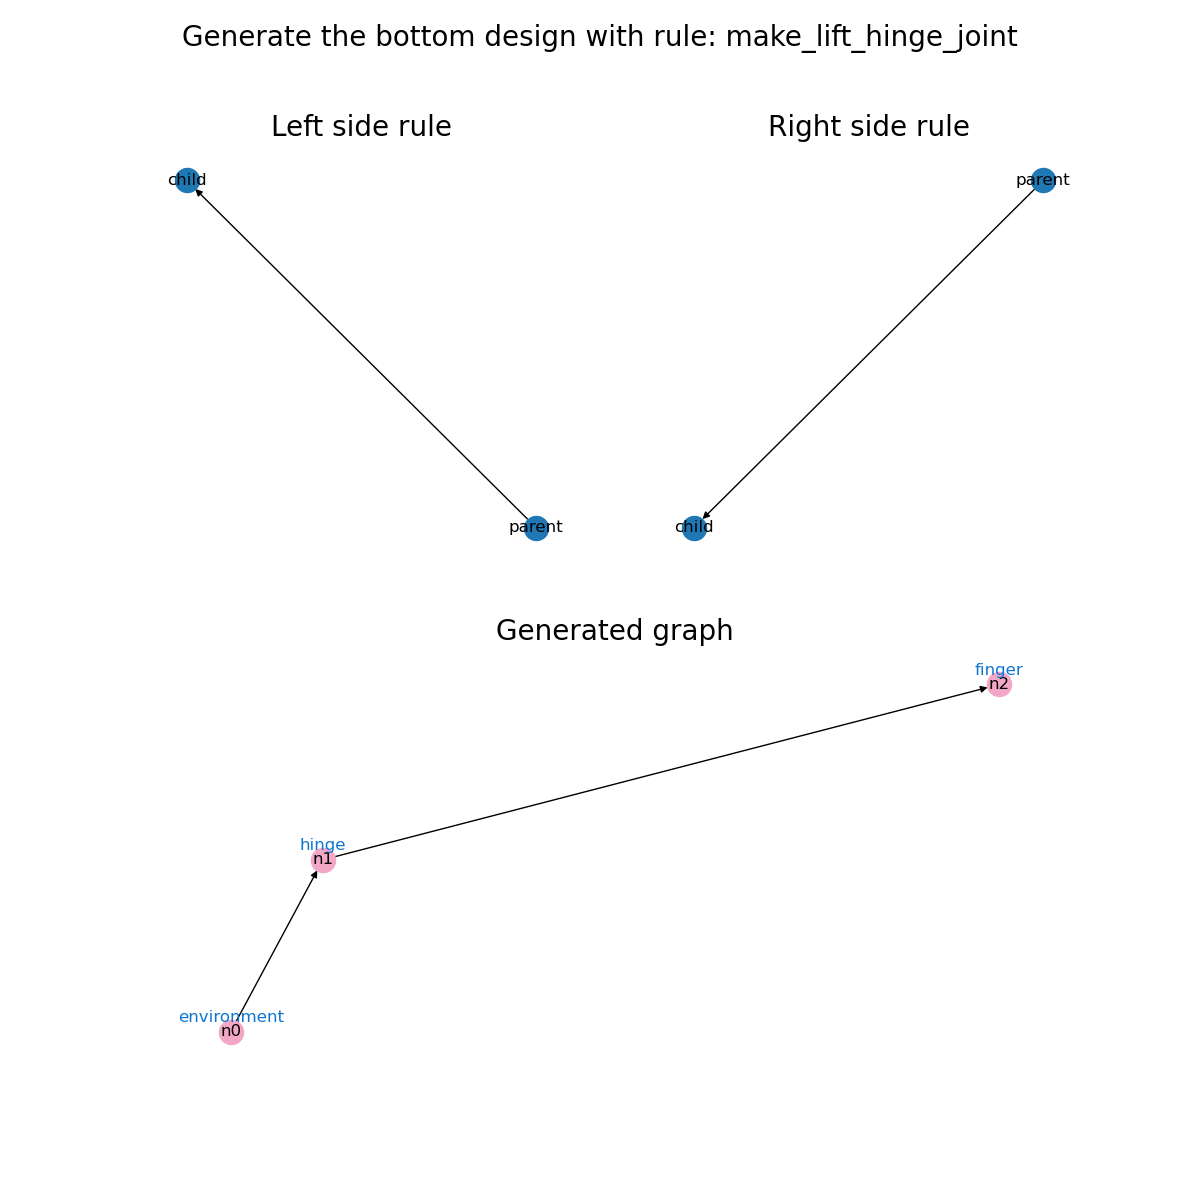 Generate the bottom design with rule: make_lift_hinge_joint
Left side rule
Right side rule
child
parent
parent
child
Generated graph
finger
n2
hinge
n1
environment
n0